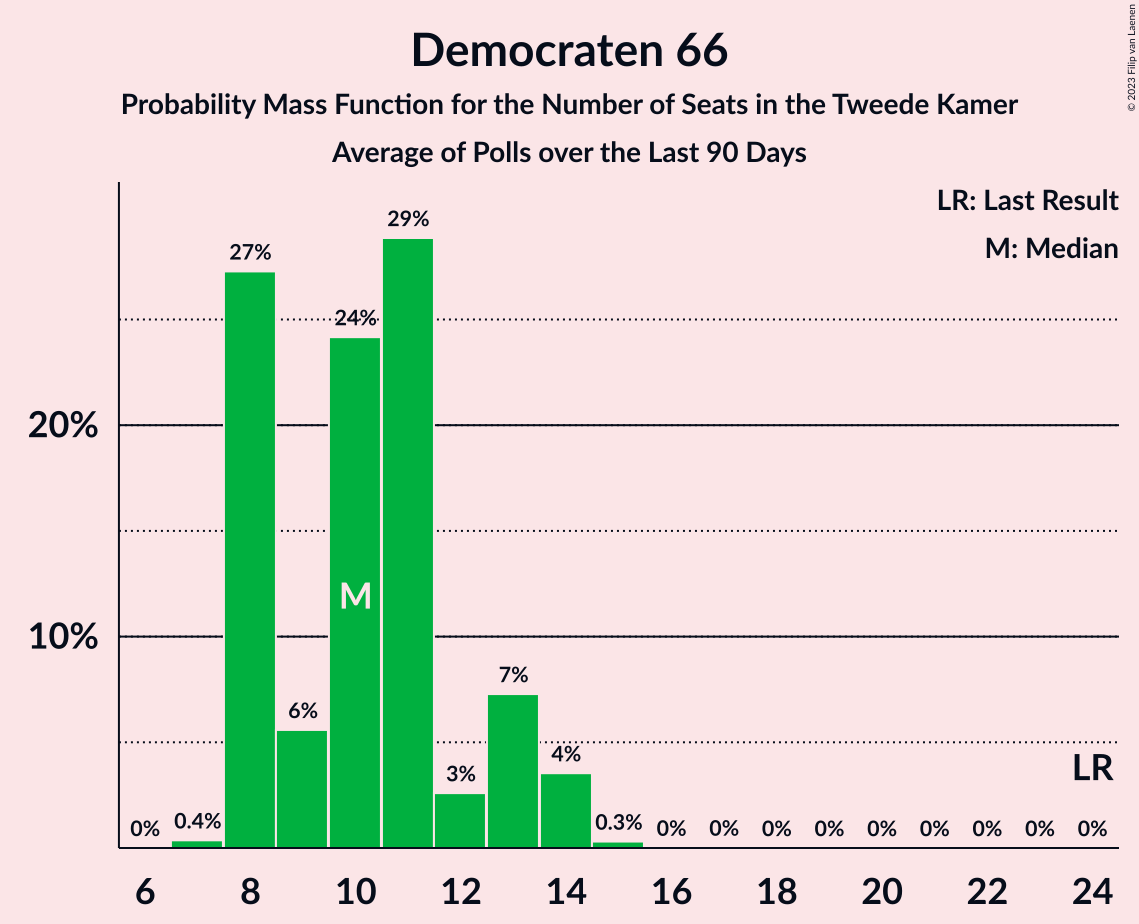 Democraten 66
Probability Mass Function for the Number of Seats in the Tweede Kamer
Average of Polls over the Last 90 Days
© 2023 Filip van Laenen
LR: Last Result
M: Median
29%
27%
24%
20%
M
10%
7%
6%
4%
LR
3%
0% 0.4% 0.3% 0% 0% 0% 0% 0% 0% 0% 0% 0%
6 8 10 12 14 16 18 20 22 24